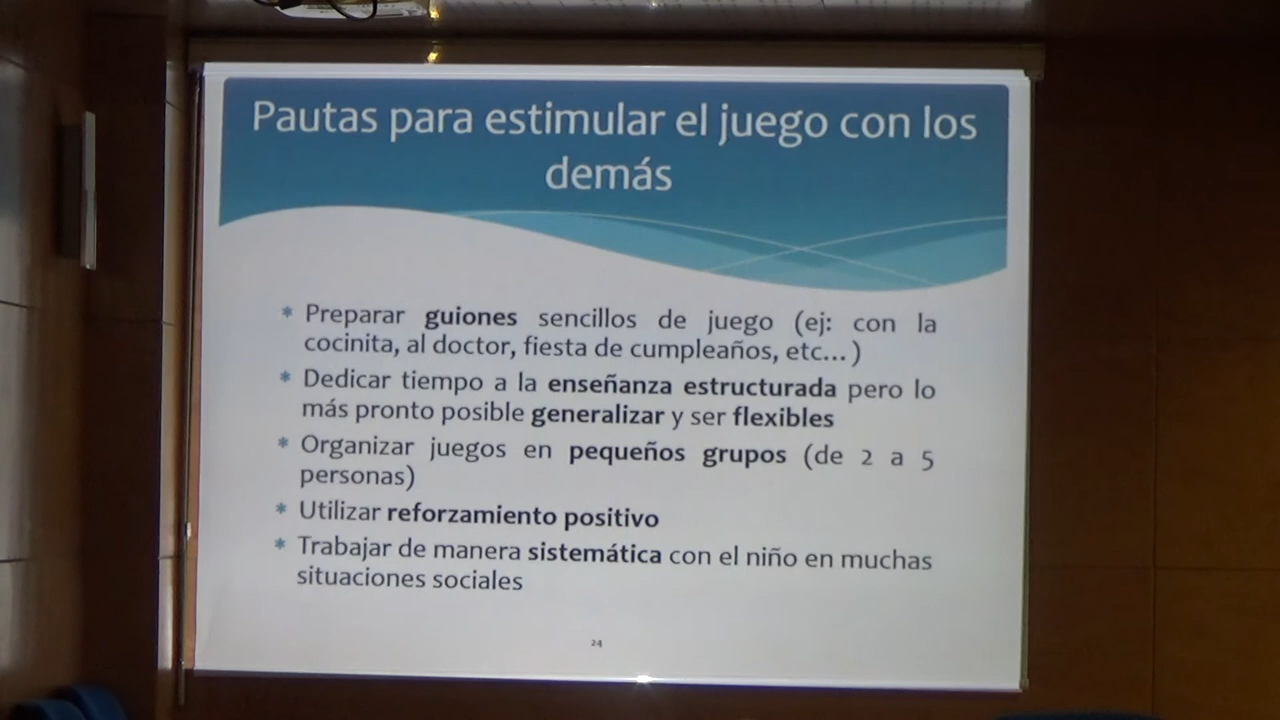 Pautas para estimular el juego con los
demás
* Preparar guiones sencillos de juego (ej: con la
cocinita, al doctor, fiesta de cumpleaños, etc... )
* Dedicar tiempo a la enseñanza estructurada pero lo
más pronto posible generalizar y ser flexibles
* Organizar juegos en pequeños grupos (de 2 a 5
personas)
* Utilizar reforzamiento positivo
* Trabajar de manera sistemática con el niño en muchas
situaciones sociales
24